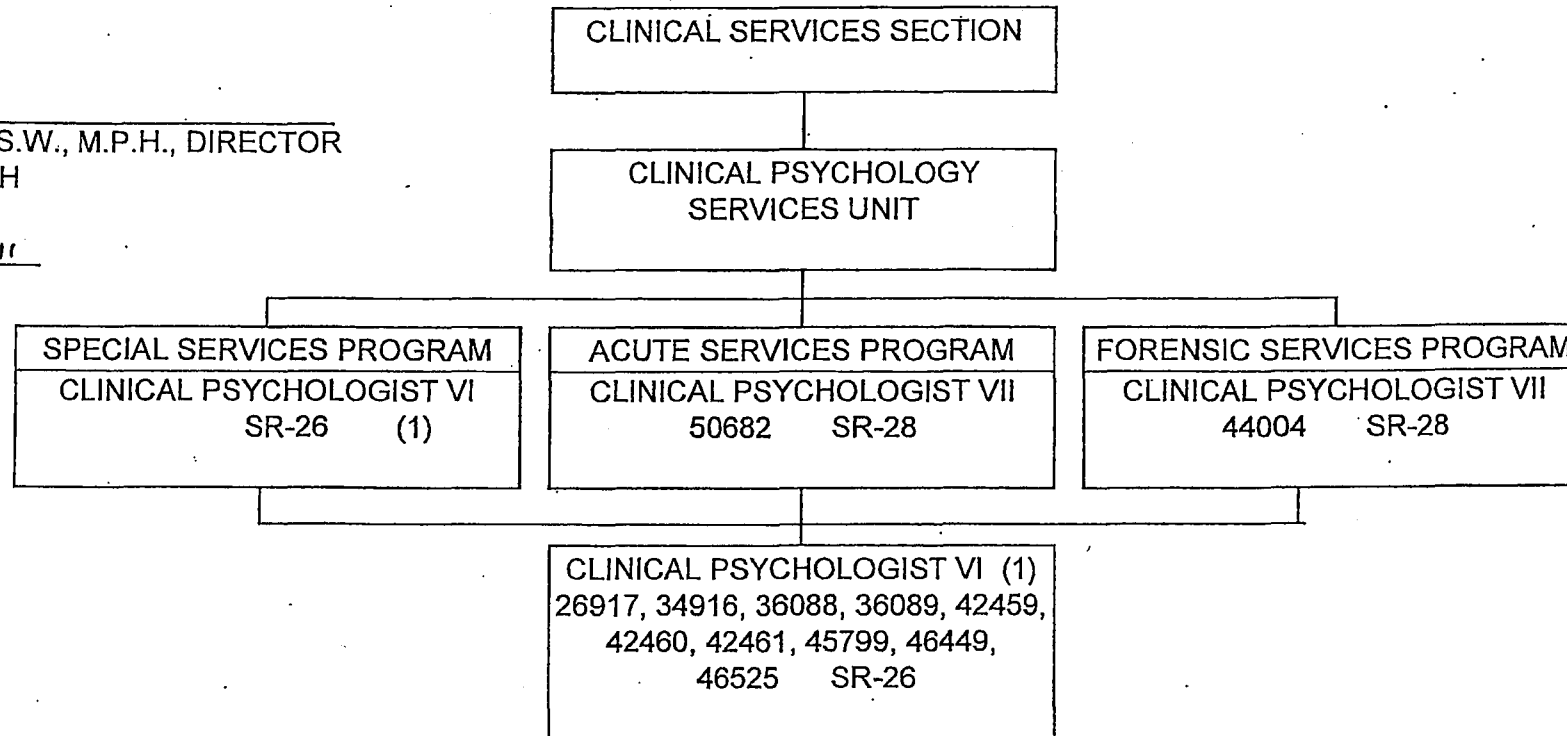 CLINICAL SERVICES SECTION
S.W., M.P.H., DIRECTOR
H
CLINICAL PSYCHOLOGY
SERVICES UNIT
SPECIAL SERVICES PROGRAM
CLINICAL PSYCHOLOGIST VI
SR-26 (1)
ACUTE SERVICES PROGRAM
CLINICAL PSYCHOLOGIST VII
50682 SR-28
FORENSIC SERVICES PROGRAM
CLINICAL PSYCHOLOGIST VII
44004 SR-28
CLINICAL PSYCHOLOGIST VI (1)
26917, 34916, 36088, 36089, 42459,
42460, 42461, 45799, 46449,
46525 SR-26